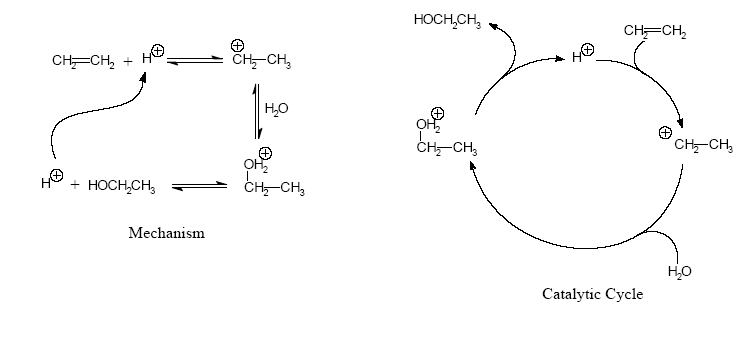 CH2=CH2 + H⊕ ⇌ ⊕CH2—CH3
H2O
OH2⊕
H⊕ + HOCH2CH3 ⇌ CH2—CH3
Mechanism
HOCH2CH3
CH2=CH2
H⊕
OH2⊕
CH2—CH3
⊕CH2—CH3
H2O
Catalytic Cycle